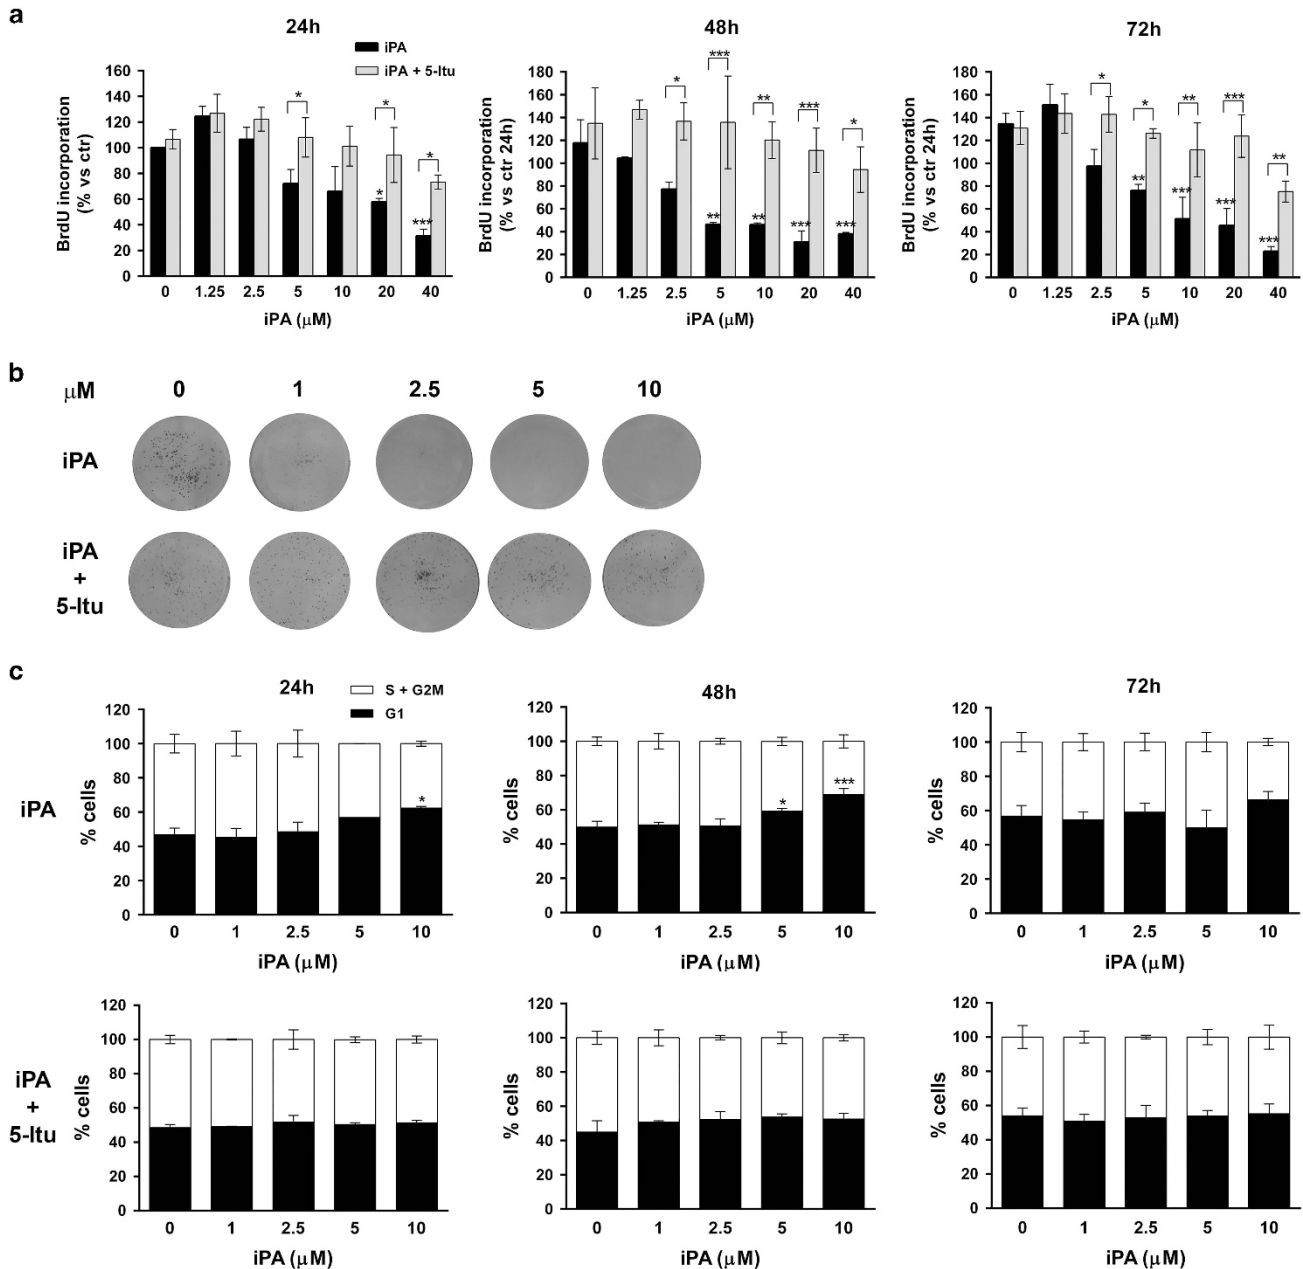 a
24h
iPA
iPA + 5-Itu
BrdU incorporation
(% vs ctr)
160
140
120
100
80
60
40
20
0
* * * * ***
0 1.25 2.5 5 10 20 40
iPA (μM)
48h
BrdU incorporation
(% vs ctr 24h)
180
160
140
120
100
80
60
40
20
0
* *** ** *** * ** ** *** ***
0 1.25 2.5 5 10 20 40
iPA (μM)
72h
BrdU incorporation
(% vs ctr 24h)
180
160
140
120
100
80
60
40
20
0
* * ** *** ** ** *** *** ***
0 1.25 2.5 5 10 20 40
iPA (μM)
b
μM 0 1 2.5 5 10
iPA
iPA
+
5-Itu
c
iPA
24h
S + G2M
G1
% cells
120
100
80
60
40
20
0
*
0 1 2.5 5 10
iPA (μM)
48h
% cells
120
100
80
60
40
20
0
* ***
0 1 2.5 5 10
iPA (μM)
72h
% cells
120
100
80
60
40
20
0
0 1 2.5 5 10
iPA (μM)
iPA
+
5-Itu
% cells
120
100
80
60
40
20
0
0 1 2.5 5 10
iPA (μM)
% cells
120
100
80
60
40
20
0
0 1 2.5 5 10
iPA (μM)
% cells
120
100
80
60
40
20
0
0 1 2.5 5 10
iPA (μM)